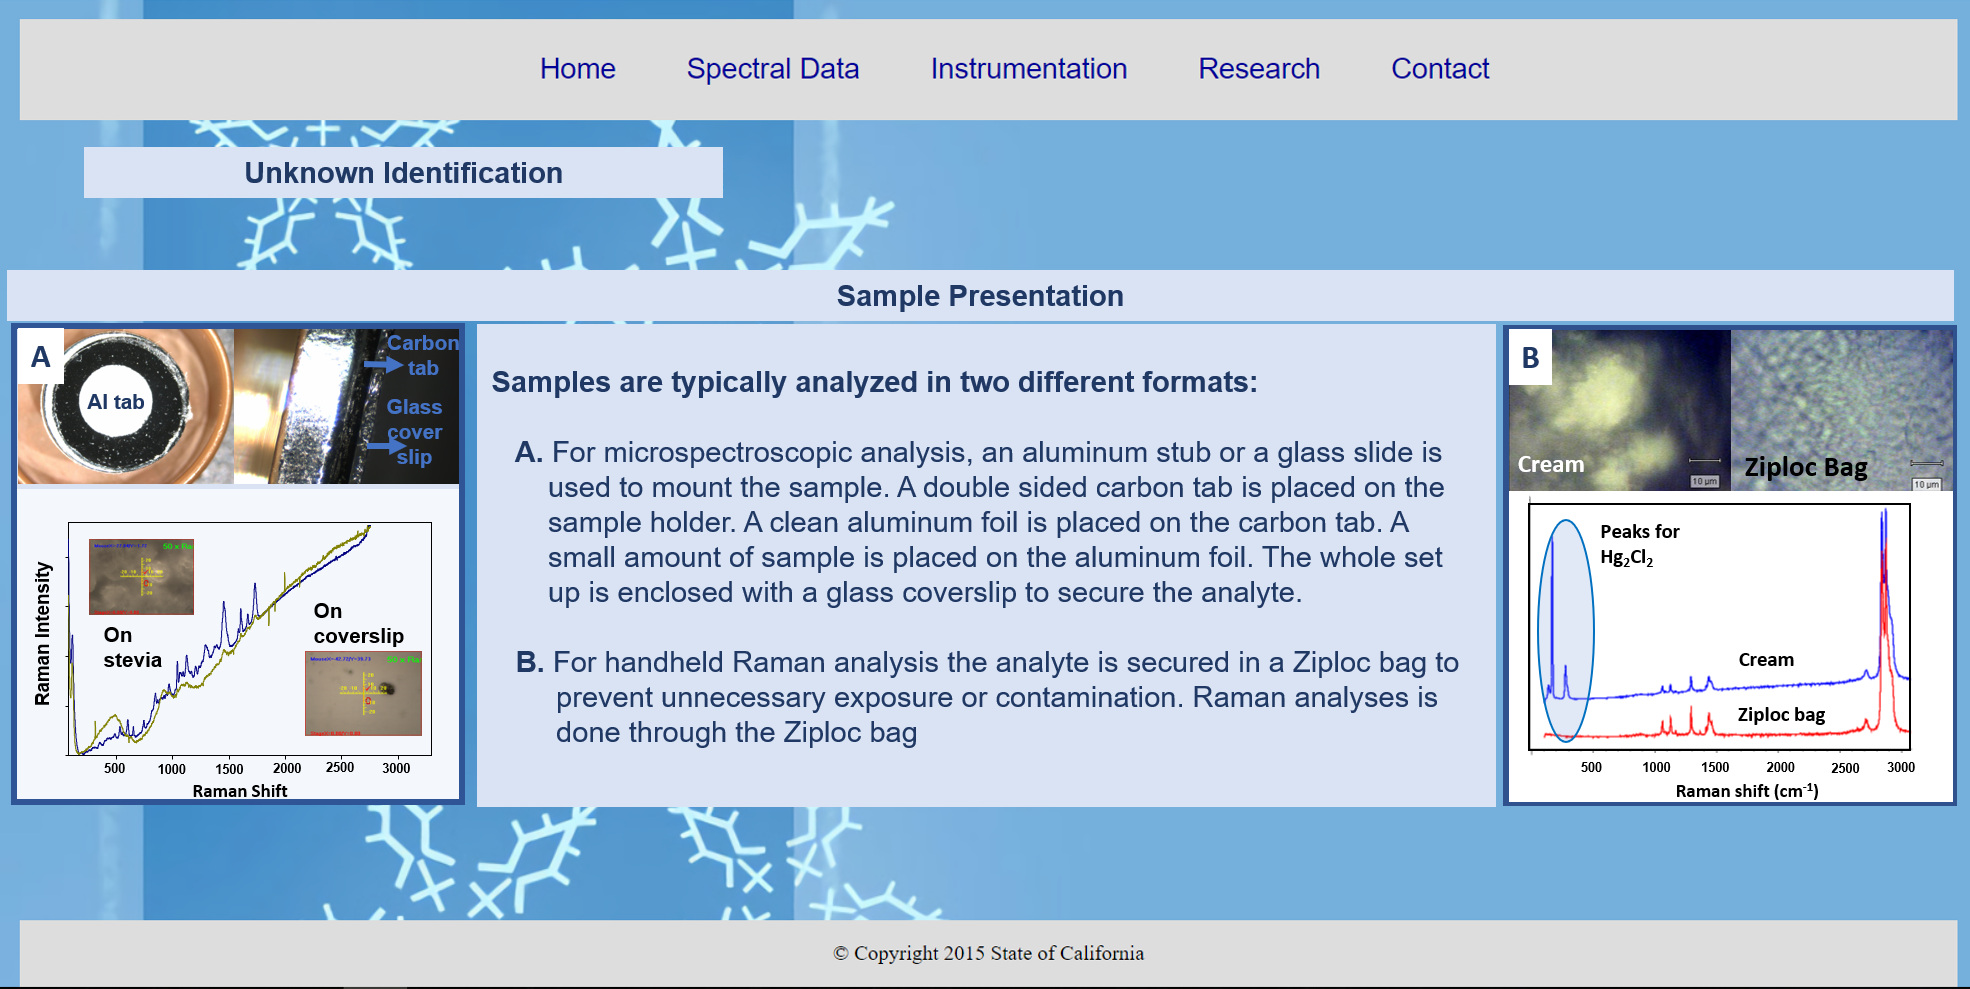 Home Spectral Data Instrumentation Research Contact
Unknown Identification
Sample Presentation
A
Al tab
Carbon
tab
Glass
cover
slip
50 x
On
stevia
On
coverslip
50 x
Raman Intensity
500 1000 1500 2000 2500 3000
Raman Shift
Samples are typically analyzed in two different formats:
A. For microspectroscopic analysis, an aluminum stub or a glass slide is
used to mount the sample. A double sided carbon tab is placed on the
sample holder. A clean aluminum foil is placed on the carbon tab. A
small amount of sample is placed on the aluminum foil. The whole set
up is enclosed with a glass coverslip to secure the analyte.
B. For handheld Raman analysis the analyte is secured in a Ziploc bag to
prevent unnecessary exposure or contamination. Raman analyses is
done through the Ziploc bag
B
Cream
10 µm
Ziploc Bag
10 µm
Peaks for
Hg₂Cl₂
Cream
Ziploc bag
500 1000 1500 2000 2500 3000
Raman shift (cm⁻¹)
© Copyright 2015 State of California